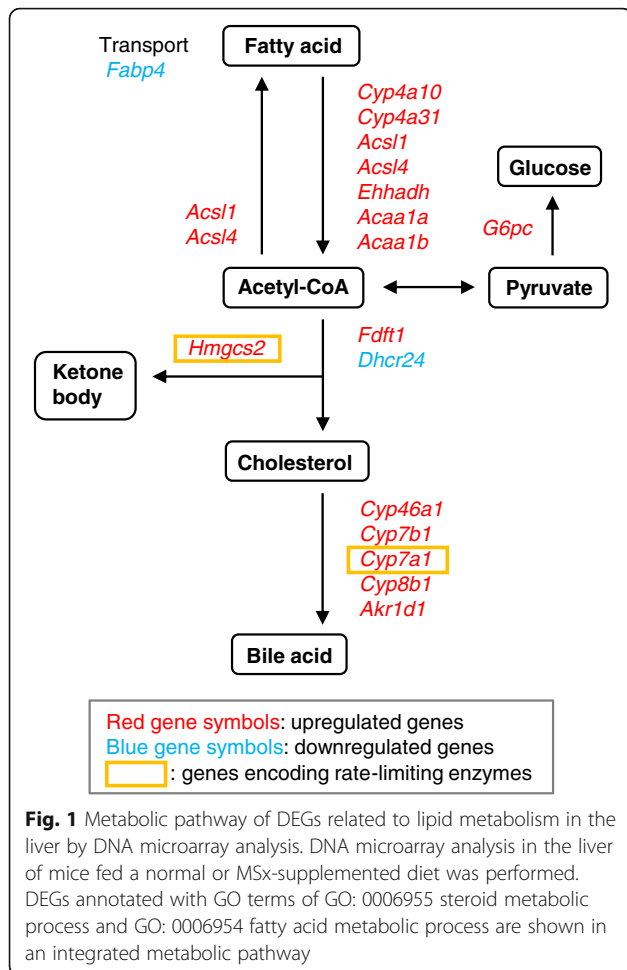 Transport
Fabp4
Fatty acid
Cyp4a10
Cyp4a31
Acsl1
Acsl4
Ehhadh
Acaa1a
Acaa1b
Acsl1
Acsl4
Glucose
G6pc
Acetyl-CoA
Pyruvate
Hmgcs2
Fdft1
Dhcr24
Ketone
body
Cholesterol
Cyp46a1
Cyp7b1
Cyp7a1
Cyp8b1
Akr1d1
Bile acid
Red gene symbols: upregulated genes
Blue gene symbols: downregulated genes
: genes encoding rate-limiting enzymes
Fig. 1 Metabolic pathway of DEGs related to lipid metabolism in the
liver by DNA microarray analysis. DNA microarray analysis in the liver
of mice fed a normal or MSx-supplemented diet was performed.
DEGs annotated with GO terms of GO: 0006955 steroid metabolic
process and GO: 0006954 fatty acid metabolic process are shown in
an integrated metabolic pathway